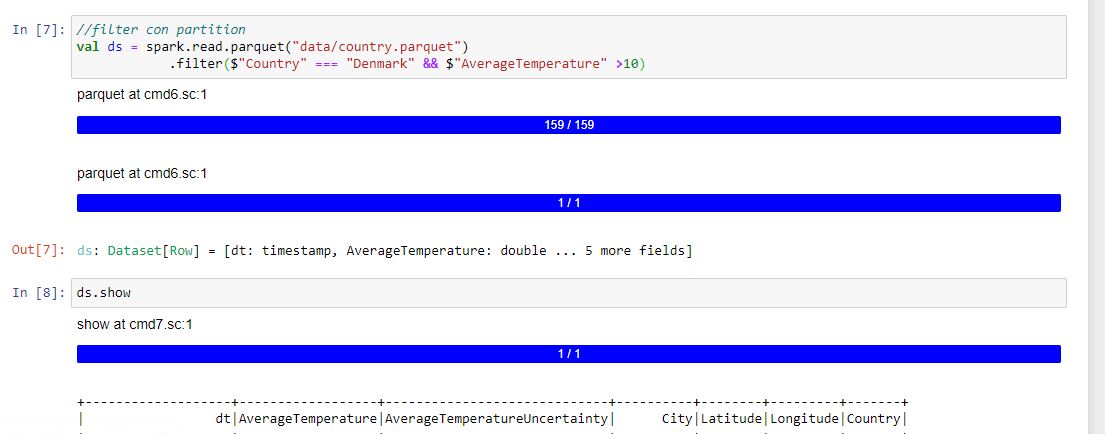 In [7]: //filter con partition
val ds = spark.read.parquet("data/country.parquet")
.filter($"Country" === "Denmark" && $"AverageTemperature" >10)
parquet at cmd6.sc:1
159 / 159
parquet at cmd6.sc:1
1 / 1
Out[7]: ds: Dataset[Row] = [dt: timestamp, AverageTemperature: double ... 5 more fields]
In [8]: ds.show
show at cmd7.sc:1
1 / 1
+-------------------+------------------+-----------------------------+----------+--------+---------+-------+
| dt|AverageTemperature|AverageTemperatureUncertainty| City|Latitude|Longitude|Country|